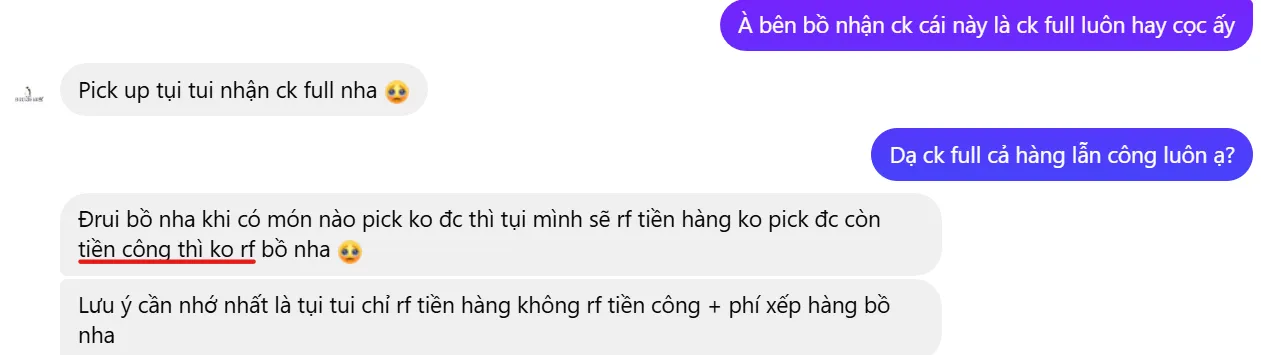 À bên bồ nhận ck cái này là ck full luôn hay cọc ấy
Pick up tụi tui nhận ck full nha 🥹
Dạ ck full cả hàng lẫn công luôn ạ?
Đrui bồ nha khi có món nào pick ko đc thì tụi mình sẽ rf tiền hàng ko pick đc còn
tiền công thì ko rf bồ nha 🥹
Lưu ý cần nhớ nhất là tụi tui chỉ rf tiền hàng không rf tiền công + phí xếp hàng bồ
nha